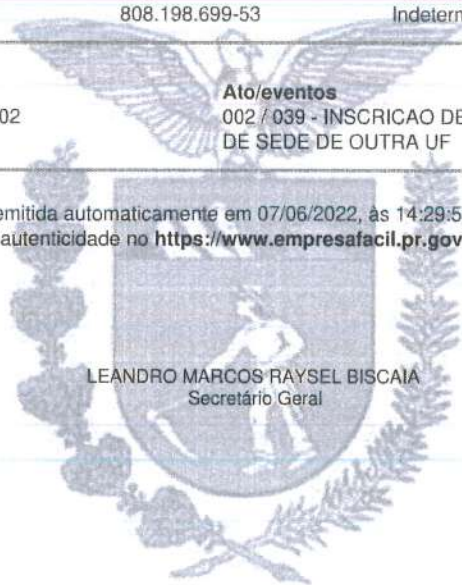 808.198.699-53 Indeterm
Ato/eventos
02 002 / 039 - INSCRICAO DE
DE SEDE DE OUTRA UF
emitida automaticamente em 07/06/2022, às 14:29:5
autenticidade no https://www.empresafacil.pr.gov
LEANDRO MARCOS RAYSEL BISCAIA
Secretário Geral